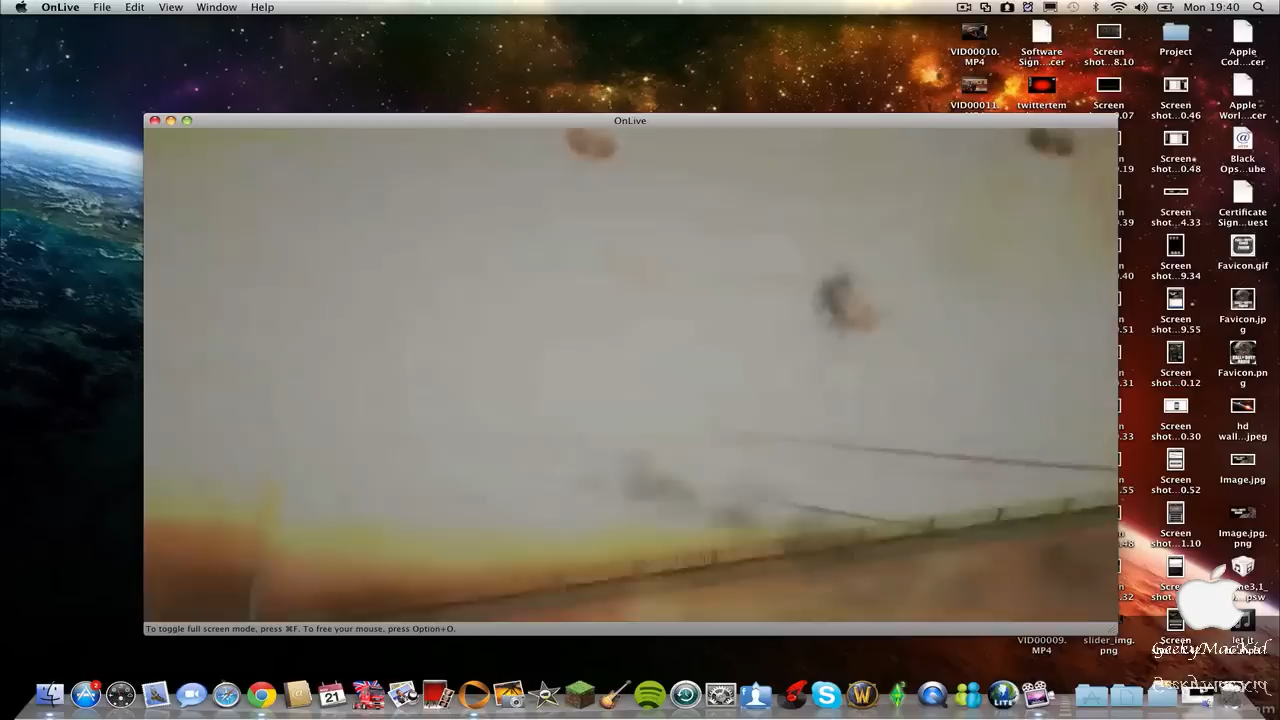 OnLive File Edit View Window Help
Mon 19:40
VID00010.
MP4
Software
Sign....cer
Screen
shot...8.10
Project
Apple
Cod....cer
VID00011.
twittertem
Screen
Screen
shot...0.46
Apple
Worl....cer
OnLive
Screen
shot...0.48
Black
Ops...ube
Screen
shot...4.33
Certificate
Sign...uest
Screen
shot...9.34
Favicon.gif
Screen
shot...9.55
Favicon.jp
g
Screen
shot...0.12
Favicon.pn
g
Screen
shot...0.30
hd
wall...jpeg
Screen
shot...0.52
Image.jpg
Screen
shot...1.10
Image.jpg.
png
To toggle full screen mode, press ⌘F. To free your mouse, press Option+O.
VID00009.
MP4
slider_img.
png
GeekyMacKid
21
LITE